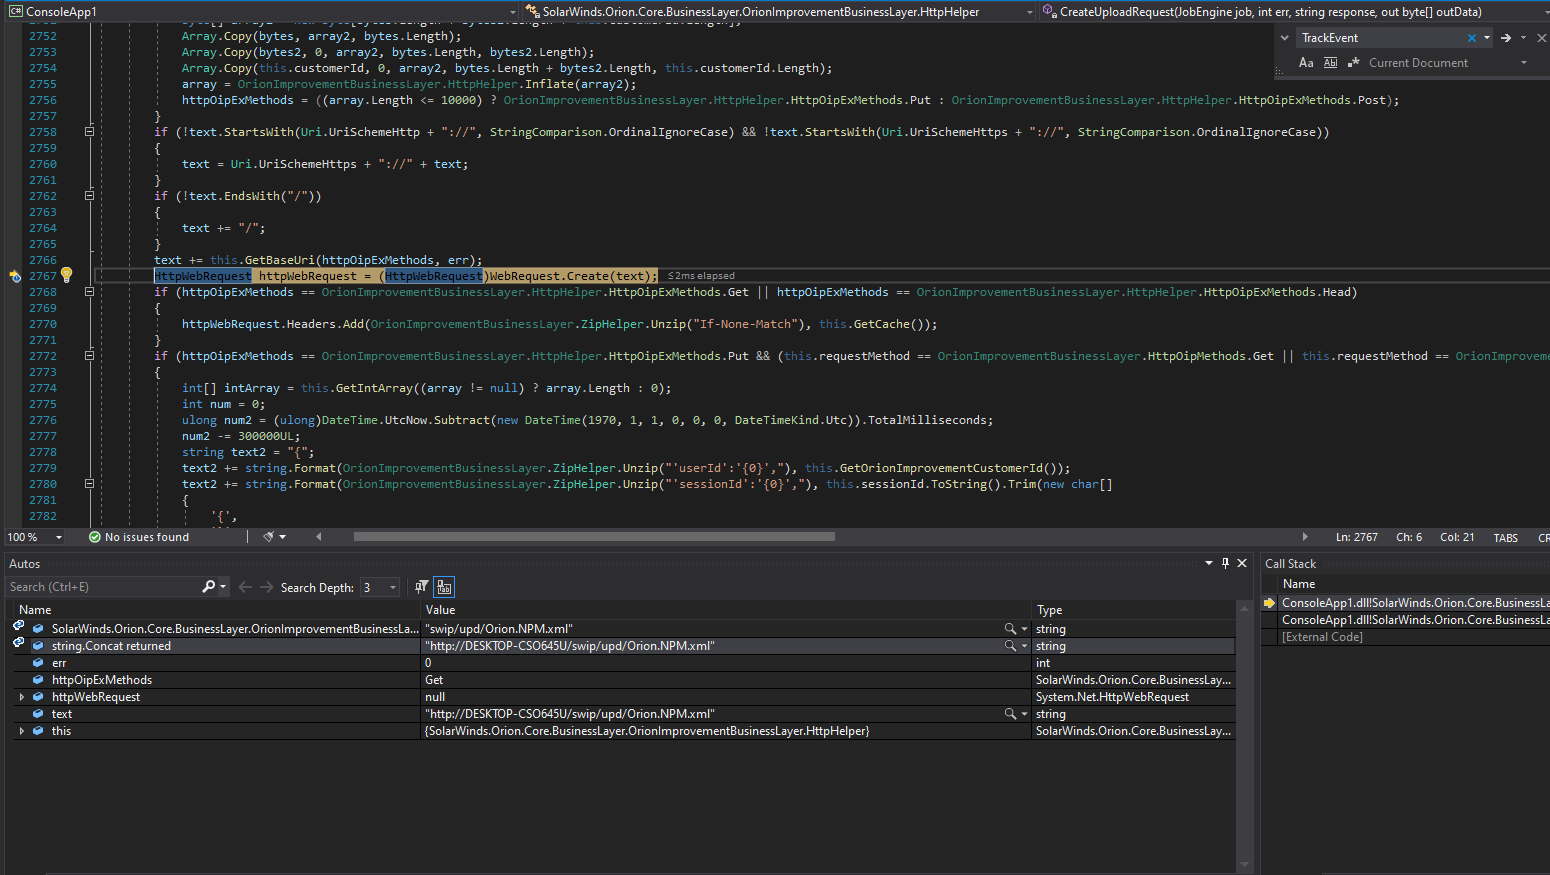 ConsoleApp1
SolarWinds.Orion.Core.BusinessLayer.OrionImprovementBusinessLayer.HttpHelper
CreateUploadRequest(JobEngine job, int err, string response, out byte[] outData)
TrackEvent
Aa Current Document
2752 Array.Copy(bytes, array2, bytes.Length);
2753 Array.Copy(bytes2, 0, array2, bytes.Length, bytes2.Length);
2754 Array.Copy(this.customerId, 0, array2, bytes.Length + bytes2.Length, this.customerId.Length);
2755 array = OrionImprovementBusinessLayer.HttpHelper.Inflate(array2);
2756 httpOipExMethods = ((array.Length <= 10000) ? OrionImprovementBusinessLayer.HttpHelper.HttpOipExMethods.Put : OrionImprovementBusinessLayer.HttpHelper.HttpOipExMethods.Post);
2757 }
2758 if (!text.StartsWith(Uri.UriSchemeHttp + "://", StringComparison.OrdinalIgnoreCase) && !text.StartsWith(Uri.UriSchemeHttps + "://", StringComparison.OrdinalIgnoreCase))
2759 {
2760 text = Uri.UriSchemeHttps + "://" + text;
2761 }
2762 if (!text.EndsWith("/"))
2763 {
2764 text += "/";
2765 }
2766 text += this.GetBaseUri(httpOipExMethods, err);
2767 HttpWebRequest httpWebRequest = (HttpWebRequest)WebRequest.Create(text); ≤2ms elapsed
2768 if (httpOipExMethods == OrionImprovementBusinessLayer.HttpHelper.HttpOipExMethods.Get || httpOipExMethods == OrionImprovementBusinessLayer.HttpHelper.HttpOipExMethods.Head)
2769 {
2770 httpWebRequest.Headers.Add(OrionImprovementBusinessLayer.ZipHelper.Unzip("If-None-Match"), this.GetCache());
2771 }
2772 if (httpOipExMethods == OrionImprovementBusinessLayer.HttpHelper.HttpOipExMethods.Put && (this.requestMethod == OrionImprovementBusinessLayer.HttpOipMethods.Get || this.requestMethod == OrionImproveme
2773 {
2774 int[] intArray = this.GetIntArray((array != null) ? array.Length : 0);
2775 int num = 0;
2776 ulong num2 = (ulong)DateTime.UtcNow.Subtract(new DateTime(1970, 1, 1, 0, 0, 0, DateTimeKind.Utc)).TotalMilliseconds;
2777 num2 -= 300000UL;
2778 string text2 = "{";
2779 text2 += string.Format(OrionImprovementBusinessLayer.ZipHelper.Unzip("'userId':'{0}',"), this.GetOrionImprovementCustomerId());
2780 text2 += string.Format(OrionImprovementBusinessLayer.ZipHelper.Unzip("'sessionId':'{0}',"), this.sessionId.ToString().Trim(new char[]
2781 {
2782 '{',
100 % No issues found Ln: 2767 Ch: 6 Col: 21 TABS CR
Autos
Search (Ctrl+E) Search Depth: 3
Name Value Type
SolarWinds.Orion.Core.BusinessLayer.OrionImprovementBusinessLa... "swip/upd/Orion.NPM.xml" string
string.Concat returned "http://DESKTOP-CSO645U/swip/upd/Orion.NPM.xml" string
err 0 int
httpOipExMethods Get SolarWinds.Orion.Core.BusinessLay...
httpWebRequest null System.Net.HttpWebRequest
text "http://DESKTOP-CSO645U/swip/upd/Orion.NPM.xml" string
this {SolarWinds.Orion.Core.BusinessLayer.OrionImprovementBusinessLayer.HttpHelper} SolarWinds.Orion.Core.BusinessLay...
Call Stack
Name
ConsoleApp1.dll!SolarWinds.Orion.Core.BusinessLa
ConsoleApp1.dll!SolarWinds.Orion.Core.BusinessLa
[External Code]